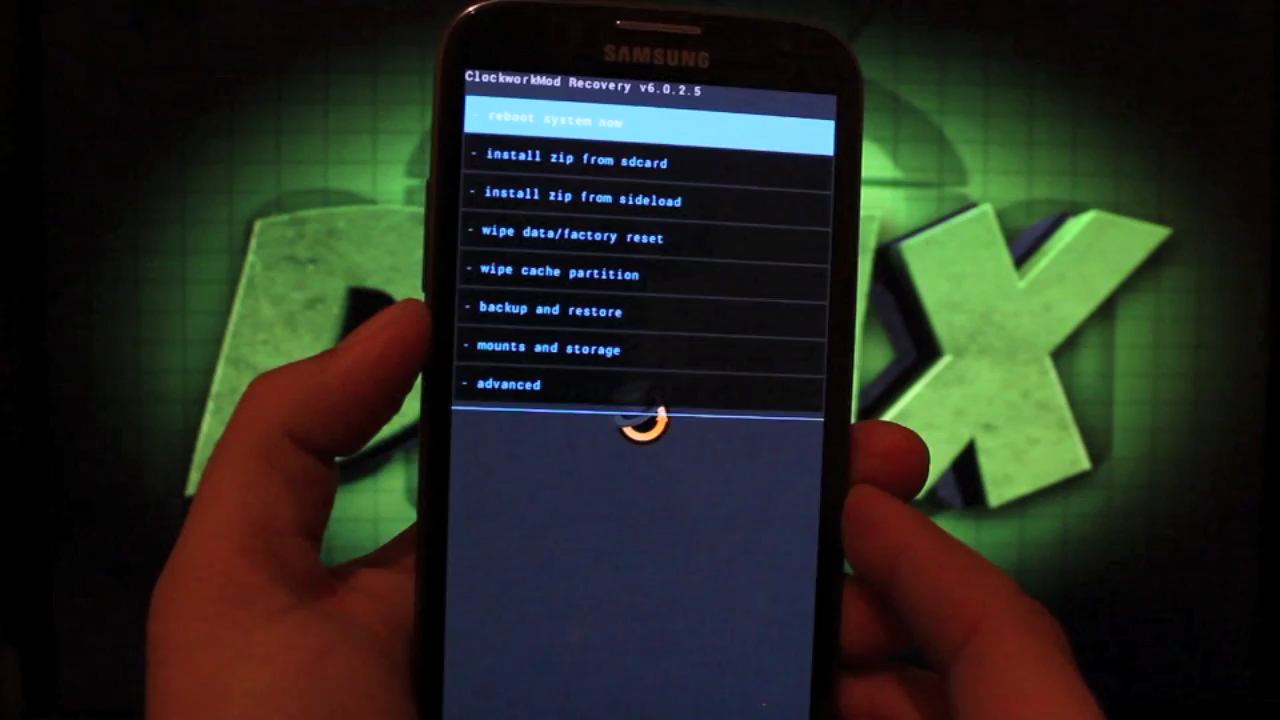 SAMSUNG
ClockworkMod Recovery v6.0.2.5
- reboot system now
- install zip from sdcard
- install zip from sideload
- wipe data/factory reset
- wipe cache partition
- backup and restore
- mounts and storage
- advanced
X